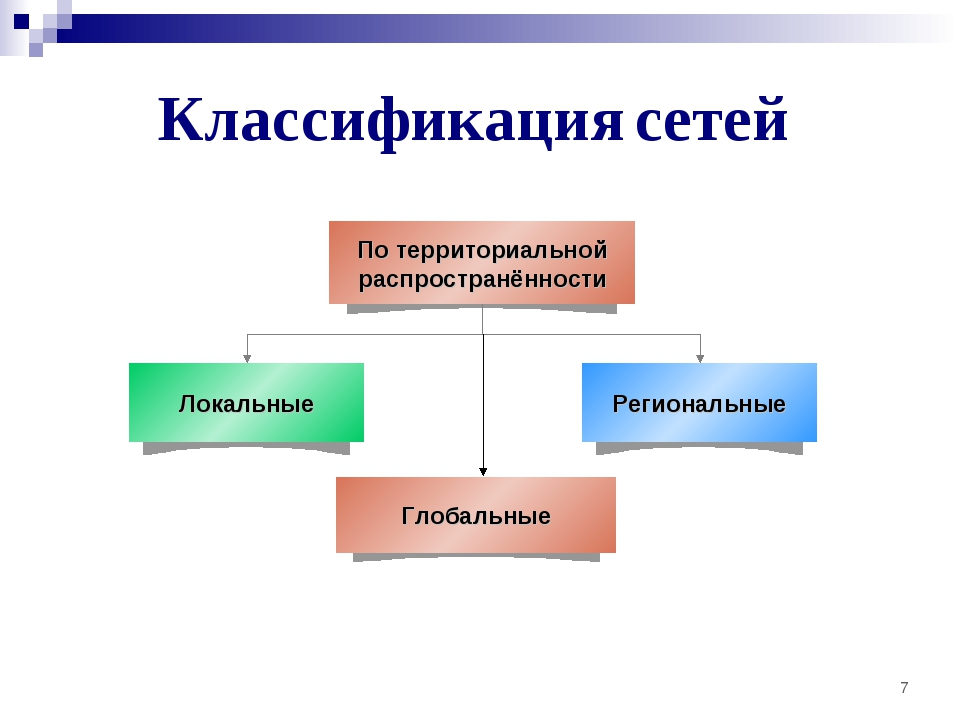 Классификация сетей
По территориальной
распространённости
Локальные
Региональные
Глобальные
7